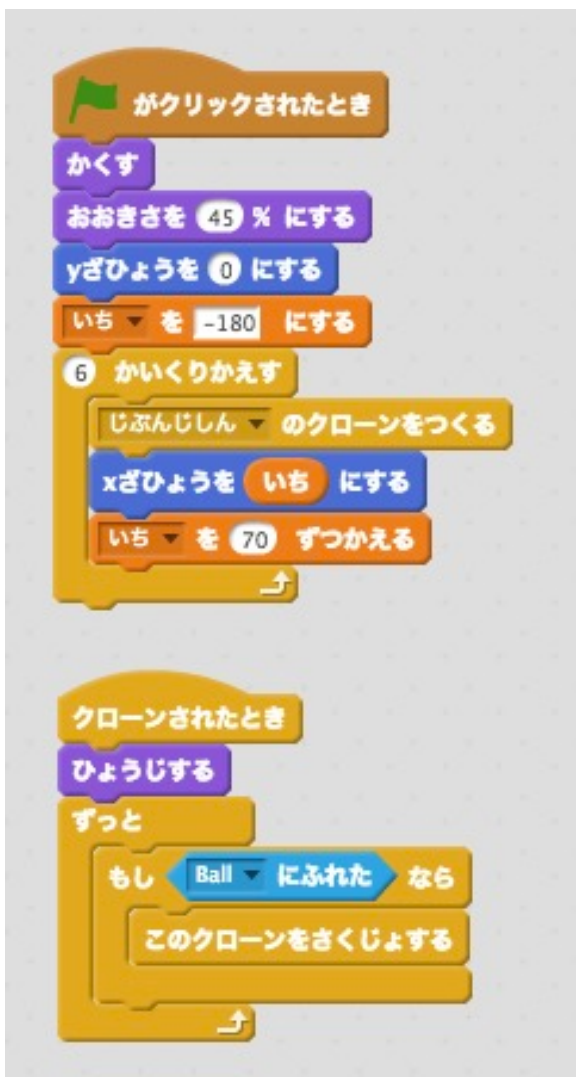 がクリックされたとき
かくす
おおきさを 45 % にする
yざひょうを 0 にする
いち を -180 にする
6 かいくりかえす
じぶんじしん のクローンをつくる
xざひょうを いち にする
いち を 70 ずつかえる
クローンされたとき
ひょうじする
ずっと
もし Ball にふれた なら
このクローンをさくじょする